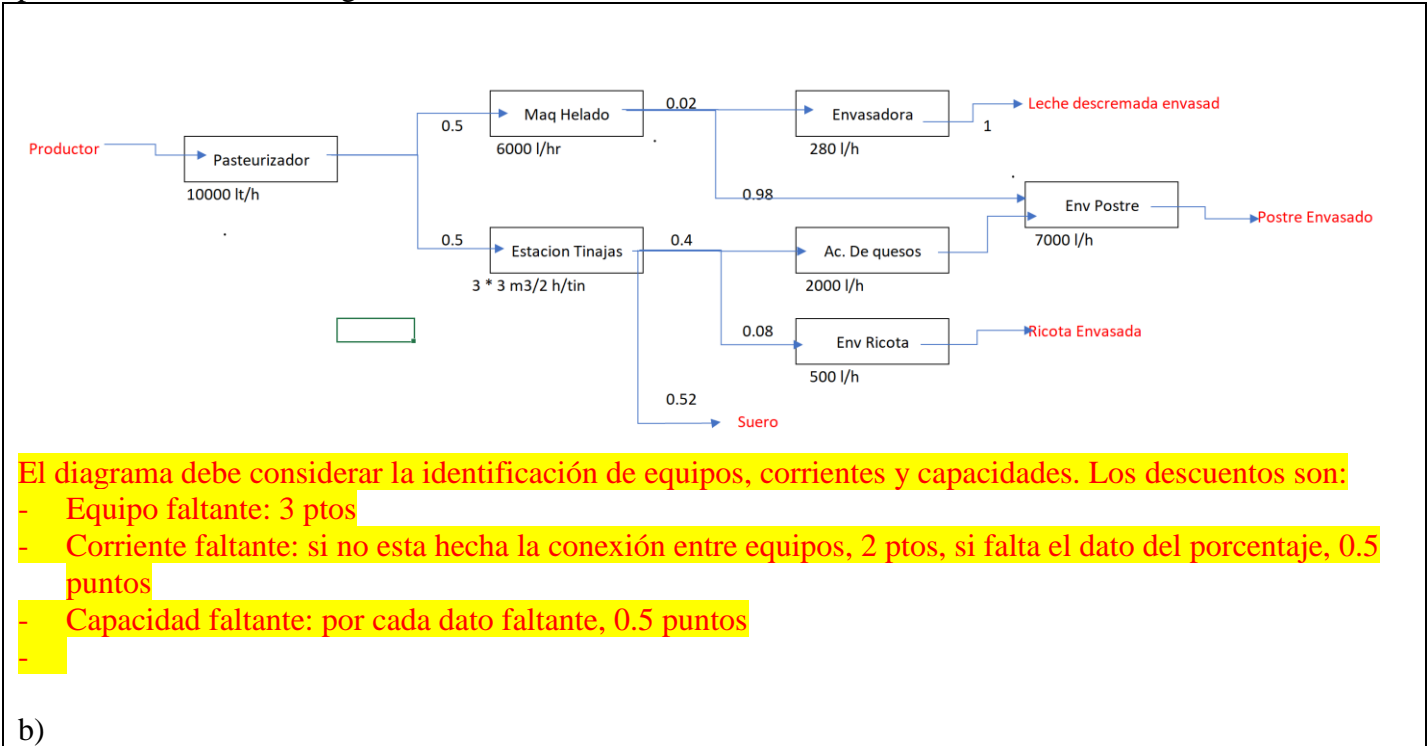 0.02
Maq Helado
Envasadora
Leche descremada envasad
0.5
1
Productor
6000 l/hr
280 l/h
Pasteurizador
10000 lt/h
0.98
Env Postre
Postre Envasado
7000 l/h
0.5
Estacion Tinajas
0.4
Ac. De quesos
3 * 3 m3/2 h/tin
2000 l/h
0.08
Env Ricota
Ricota Envasada
500 l/h
0.52
Suero
El diagrama debe considerar la identificación de equipos, corrientes y capacidades. Los descuentos son:
- Equipo faltante: 3 ptos
- Corriente faltante: si no esta hecha la conexión entre equipos, 2 ptos, si falta el dato del porcentaje, 0.5
puntos
- Capacidad faltante: por cada dato faltante, 0.5 puntos
-
b)